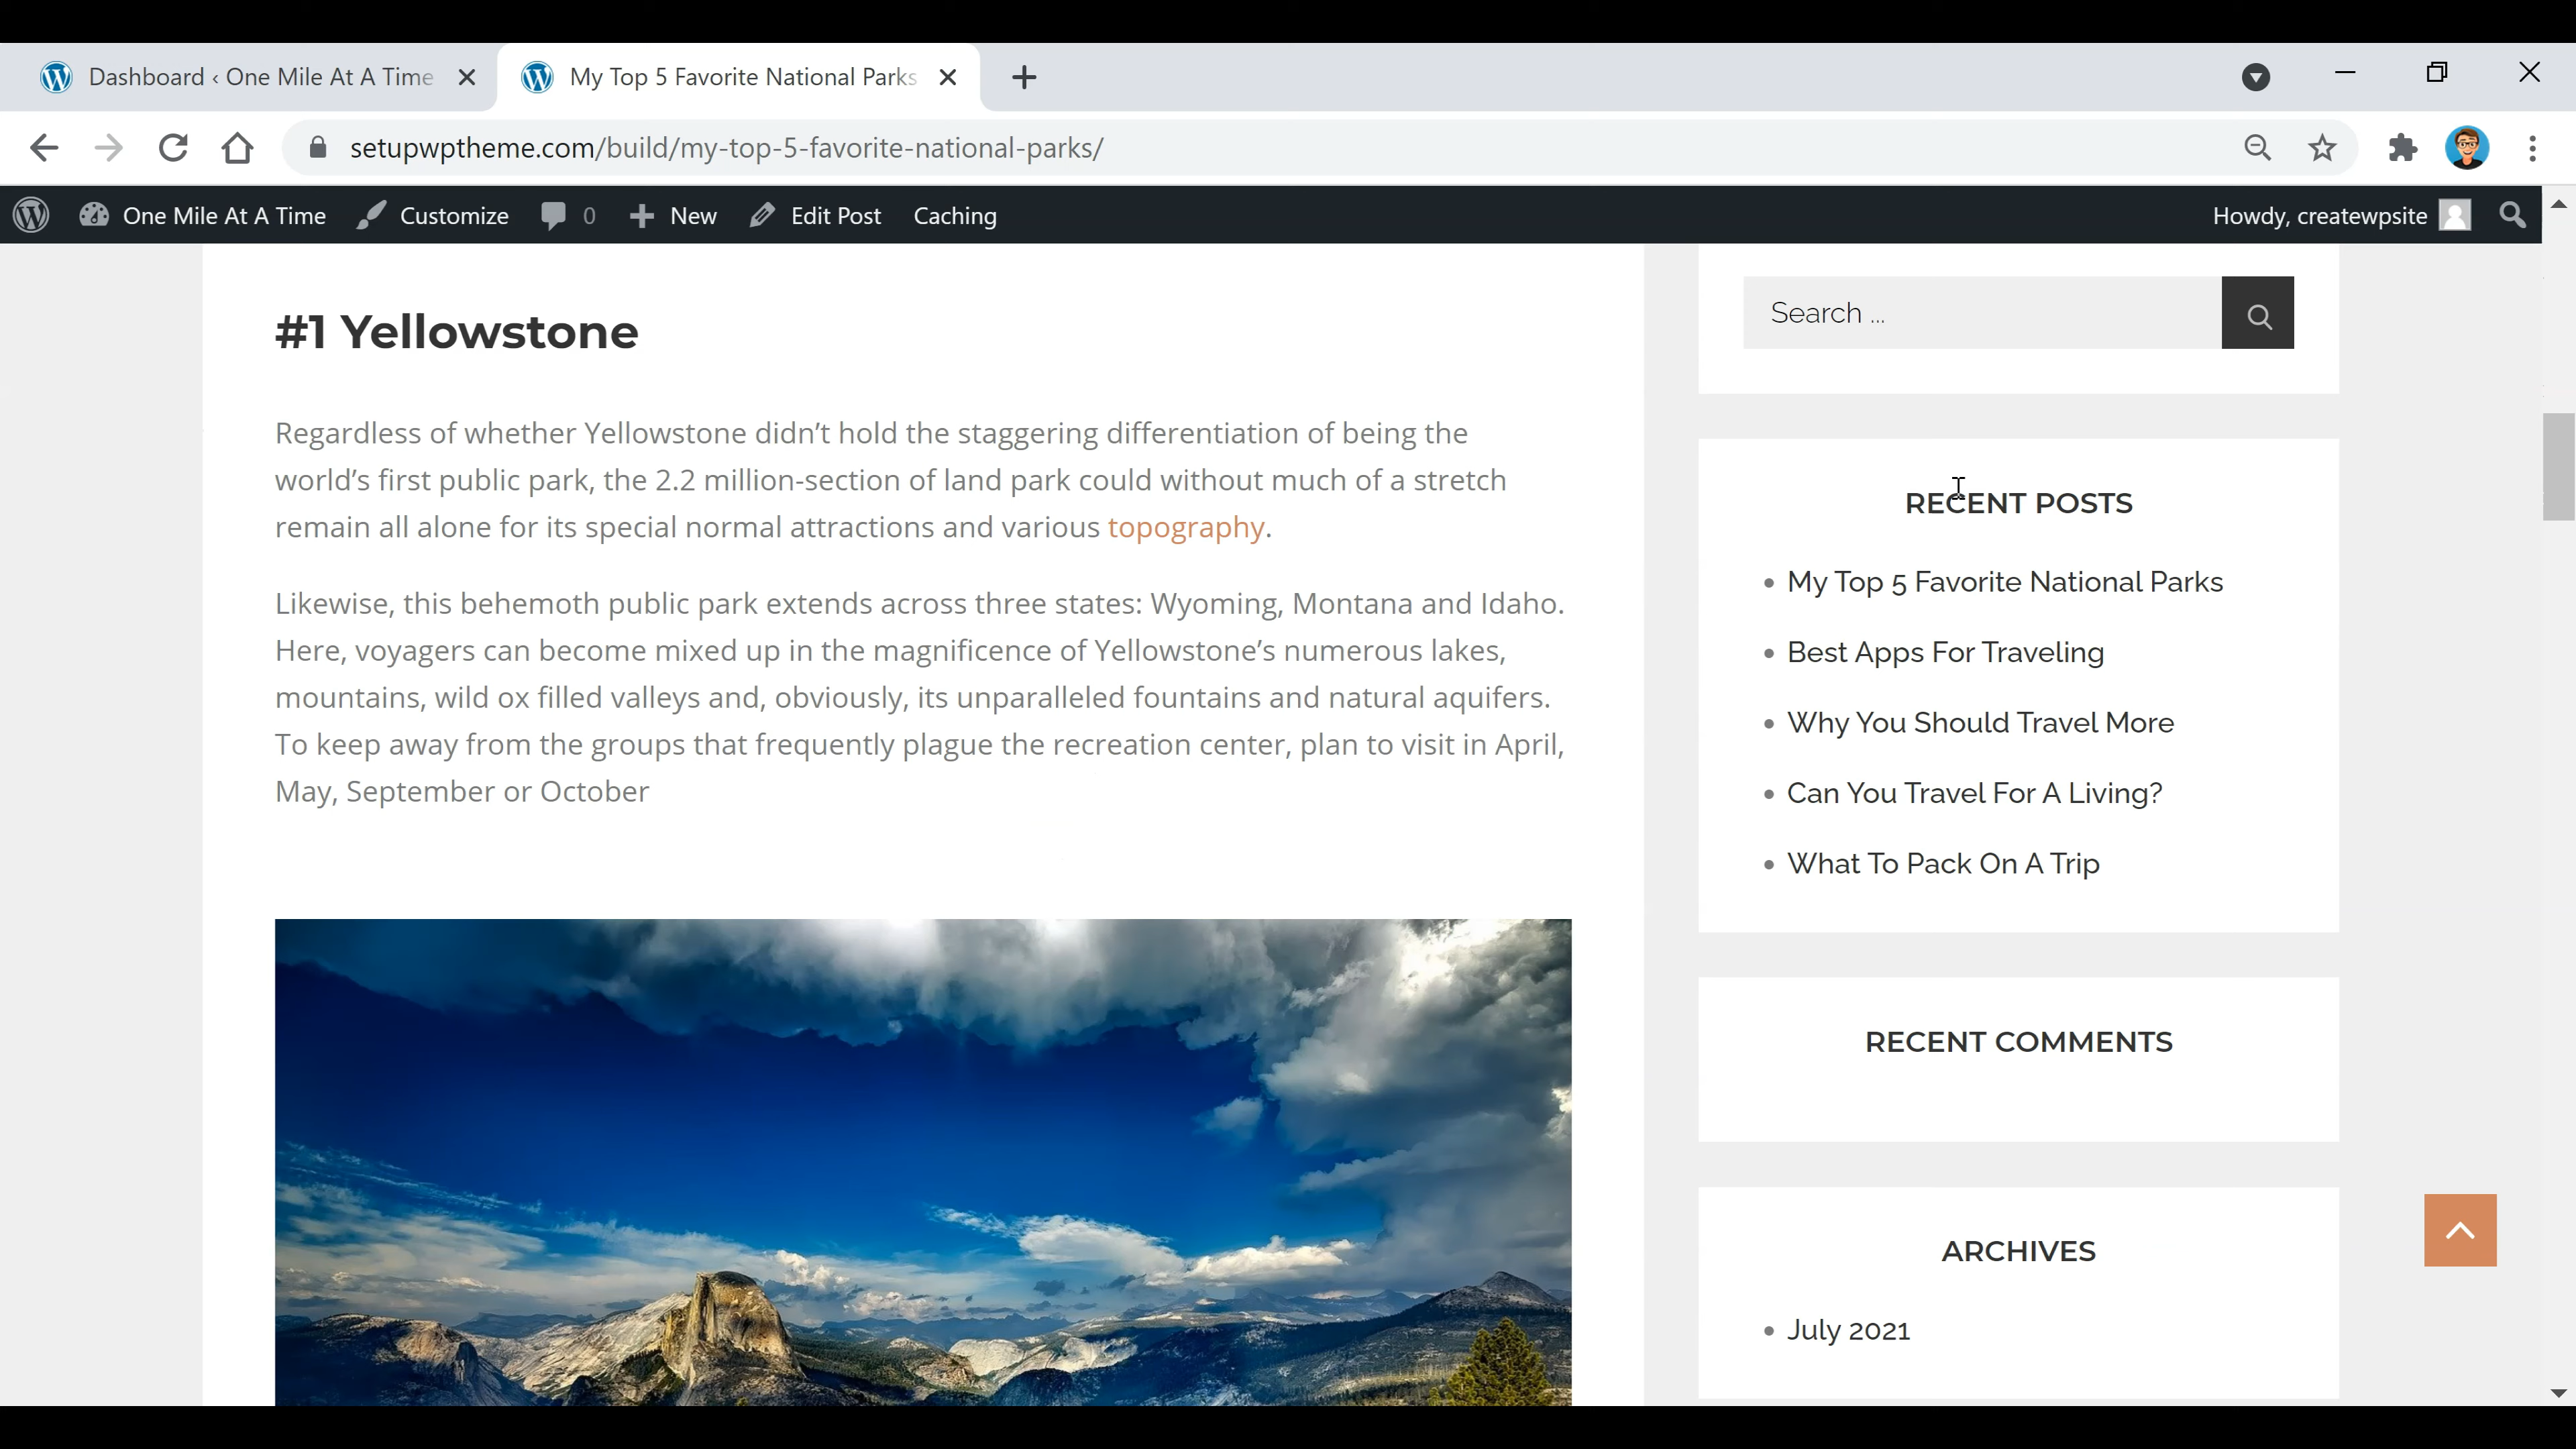 Dashboard ‹ One Mile At A Time
My Top 5 Favorite National Parks
setupwptheme.com/build/my-top-5-favorite-national-parks/
One Mile At A Time Customize 0 New Edit Post Caching Howdy, createwpsite
#1 Yellowstone
Regardless of whether Yellowstone didn’t hold the staggering differentiation of being the
world’s first public park, the 2.2 million-section of land park could without much of a stretch
remain all alone for its special normal attractions and various topography.
Likewise, this behemoth public park extends across three states: Wyoming, Montana and Idaho.
Here, voyagers can become mixed up in the magnificence of Yellowstone’s numerous lakes,
mountains, wild ox filled valleys and, obviously, its unparalleled fountains and natural aquifers.
To keep away from the groups that frequently plague the recreation center, plan to visit in April,
May, September or October
Search ...
RECENT POSTS
My Top 5 Favorite National Parks
Best Apps For Traveling
Why You Should Travel More
Can You Travel For A Living?
What To Pack On A Trip
RECENT COMMENTS
ARCHIVES
July 2021